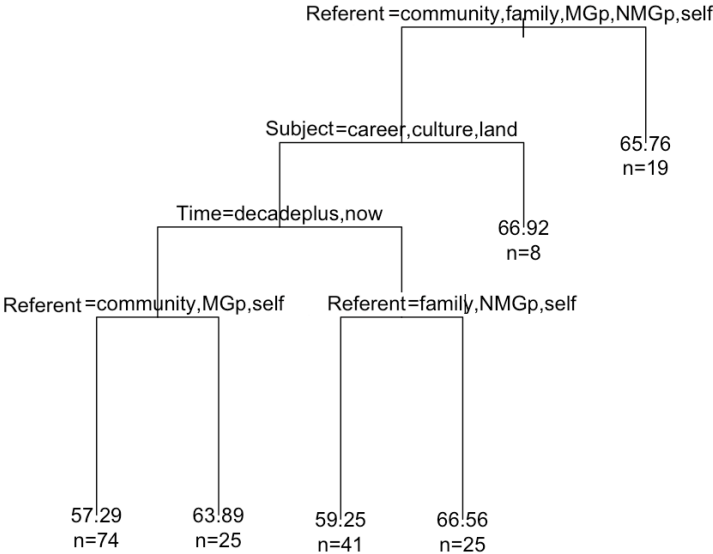 Referent=community,family,MGp,NMGp,self
Subject=career,culture,land
65.76
n=19
Time=decadeplus,now
66.92
n=8
Referent=community,MGp,self
Referent=family,NMGp,self
57.29
n=74
63.89
n=25
59.25
n=41
66.56
n=25